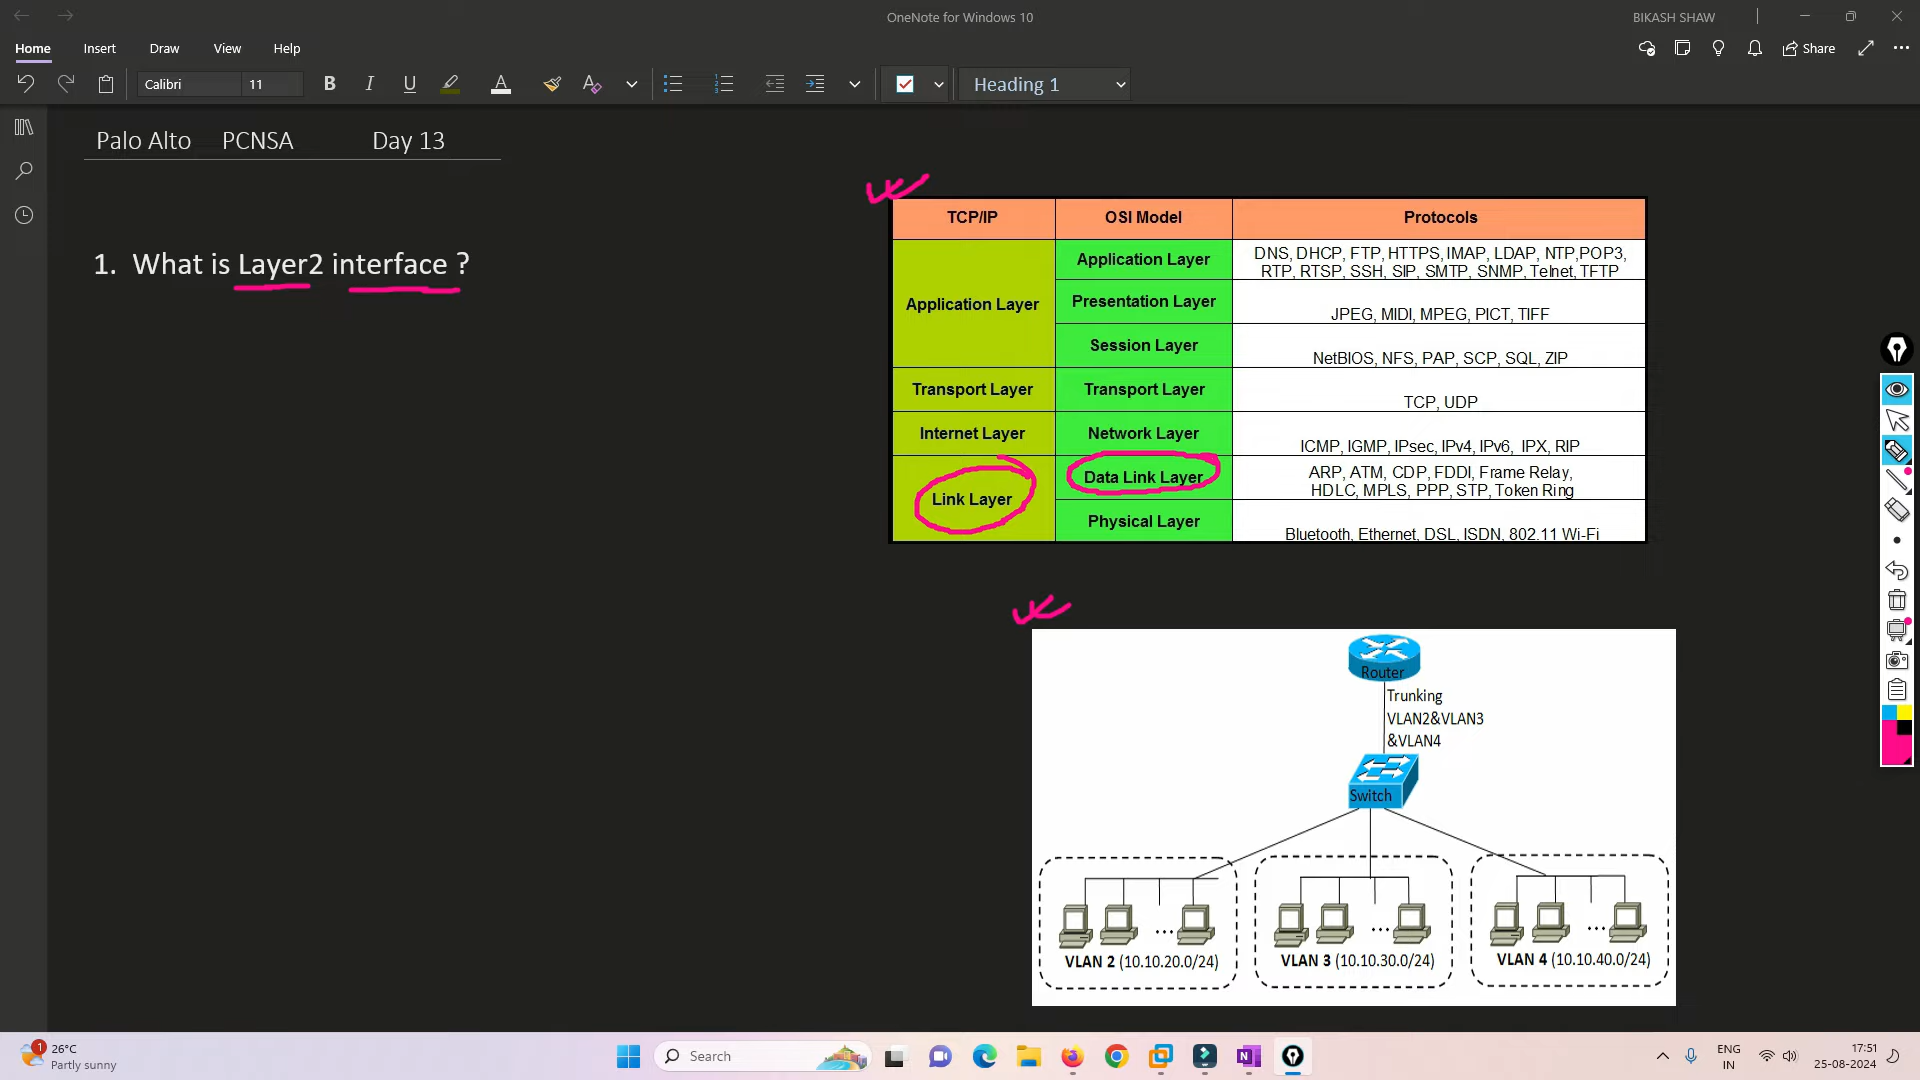 OneNote for Windows 10
BIKASH SHAW
Home Insert Draw View Help
Share
Calibri 11 B I U A A Heading 1
Palo Alto PCNSA Day 13
1. What is Layer2 interface ?
TCP/IP OSI Model Protocols
Application Layer
Application Layer
DNS, DHCP, FTP, HTTPS, IMAP, LDAP, NTP,POP3,
RTP, RTSP, SSH, SIP, SMTP, SNMP, Telnet, TFTP
Presentation Layer
JPEG, MIDI, MPEG, PICT, TIFF
Session Layer
NetBIOS, NFS, PAP, SCP, SQL, ZIP
Transport Layer Transport Layer
TCP, UDP
Internet Layer Network Layer
ICMP, IGMP, IPsec, IPv4, IPv6, IPX, RIP
Link Layer
Data Link Layer
ARP, ATM, CDP, FDDI, Frame Relay,
HDLC, MPLS, PPP, STP, Token Ring
Physical Layer
Bluetooth, Ethernet, DSL, ISDN, 802.11 Wi-Fi
Router
Trunking
VLAN2&VLAN3
&VLAN4
Switch
...
...
...
VLAN 2 (10.10.20.0/24)
VLAN 3 (10.10.30.0/24)
VLAN 4 (10.10.40.0/24)
1
26°C
Partly sunny
Search
N
ENG
IN
17:51
25-08-2024